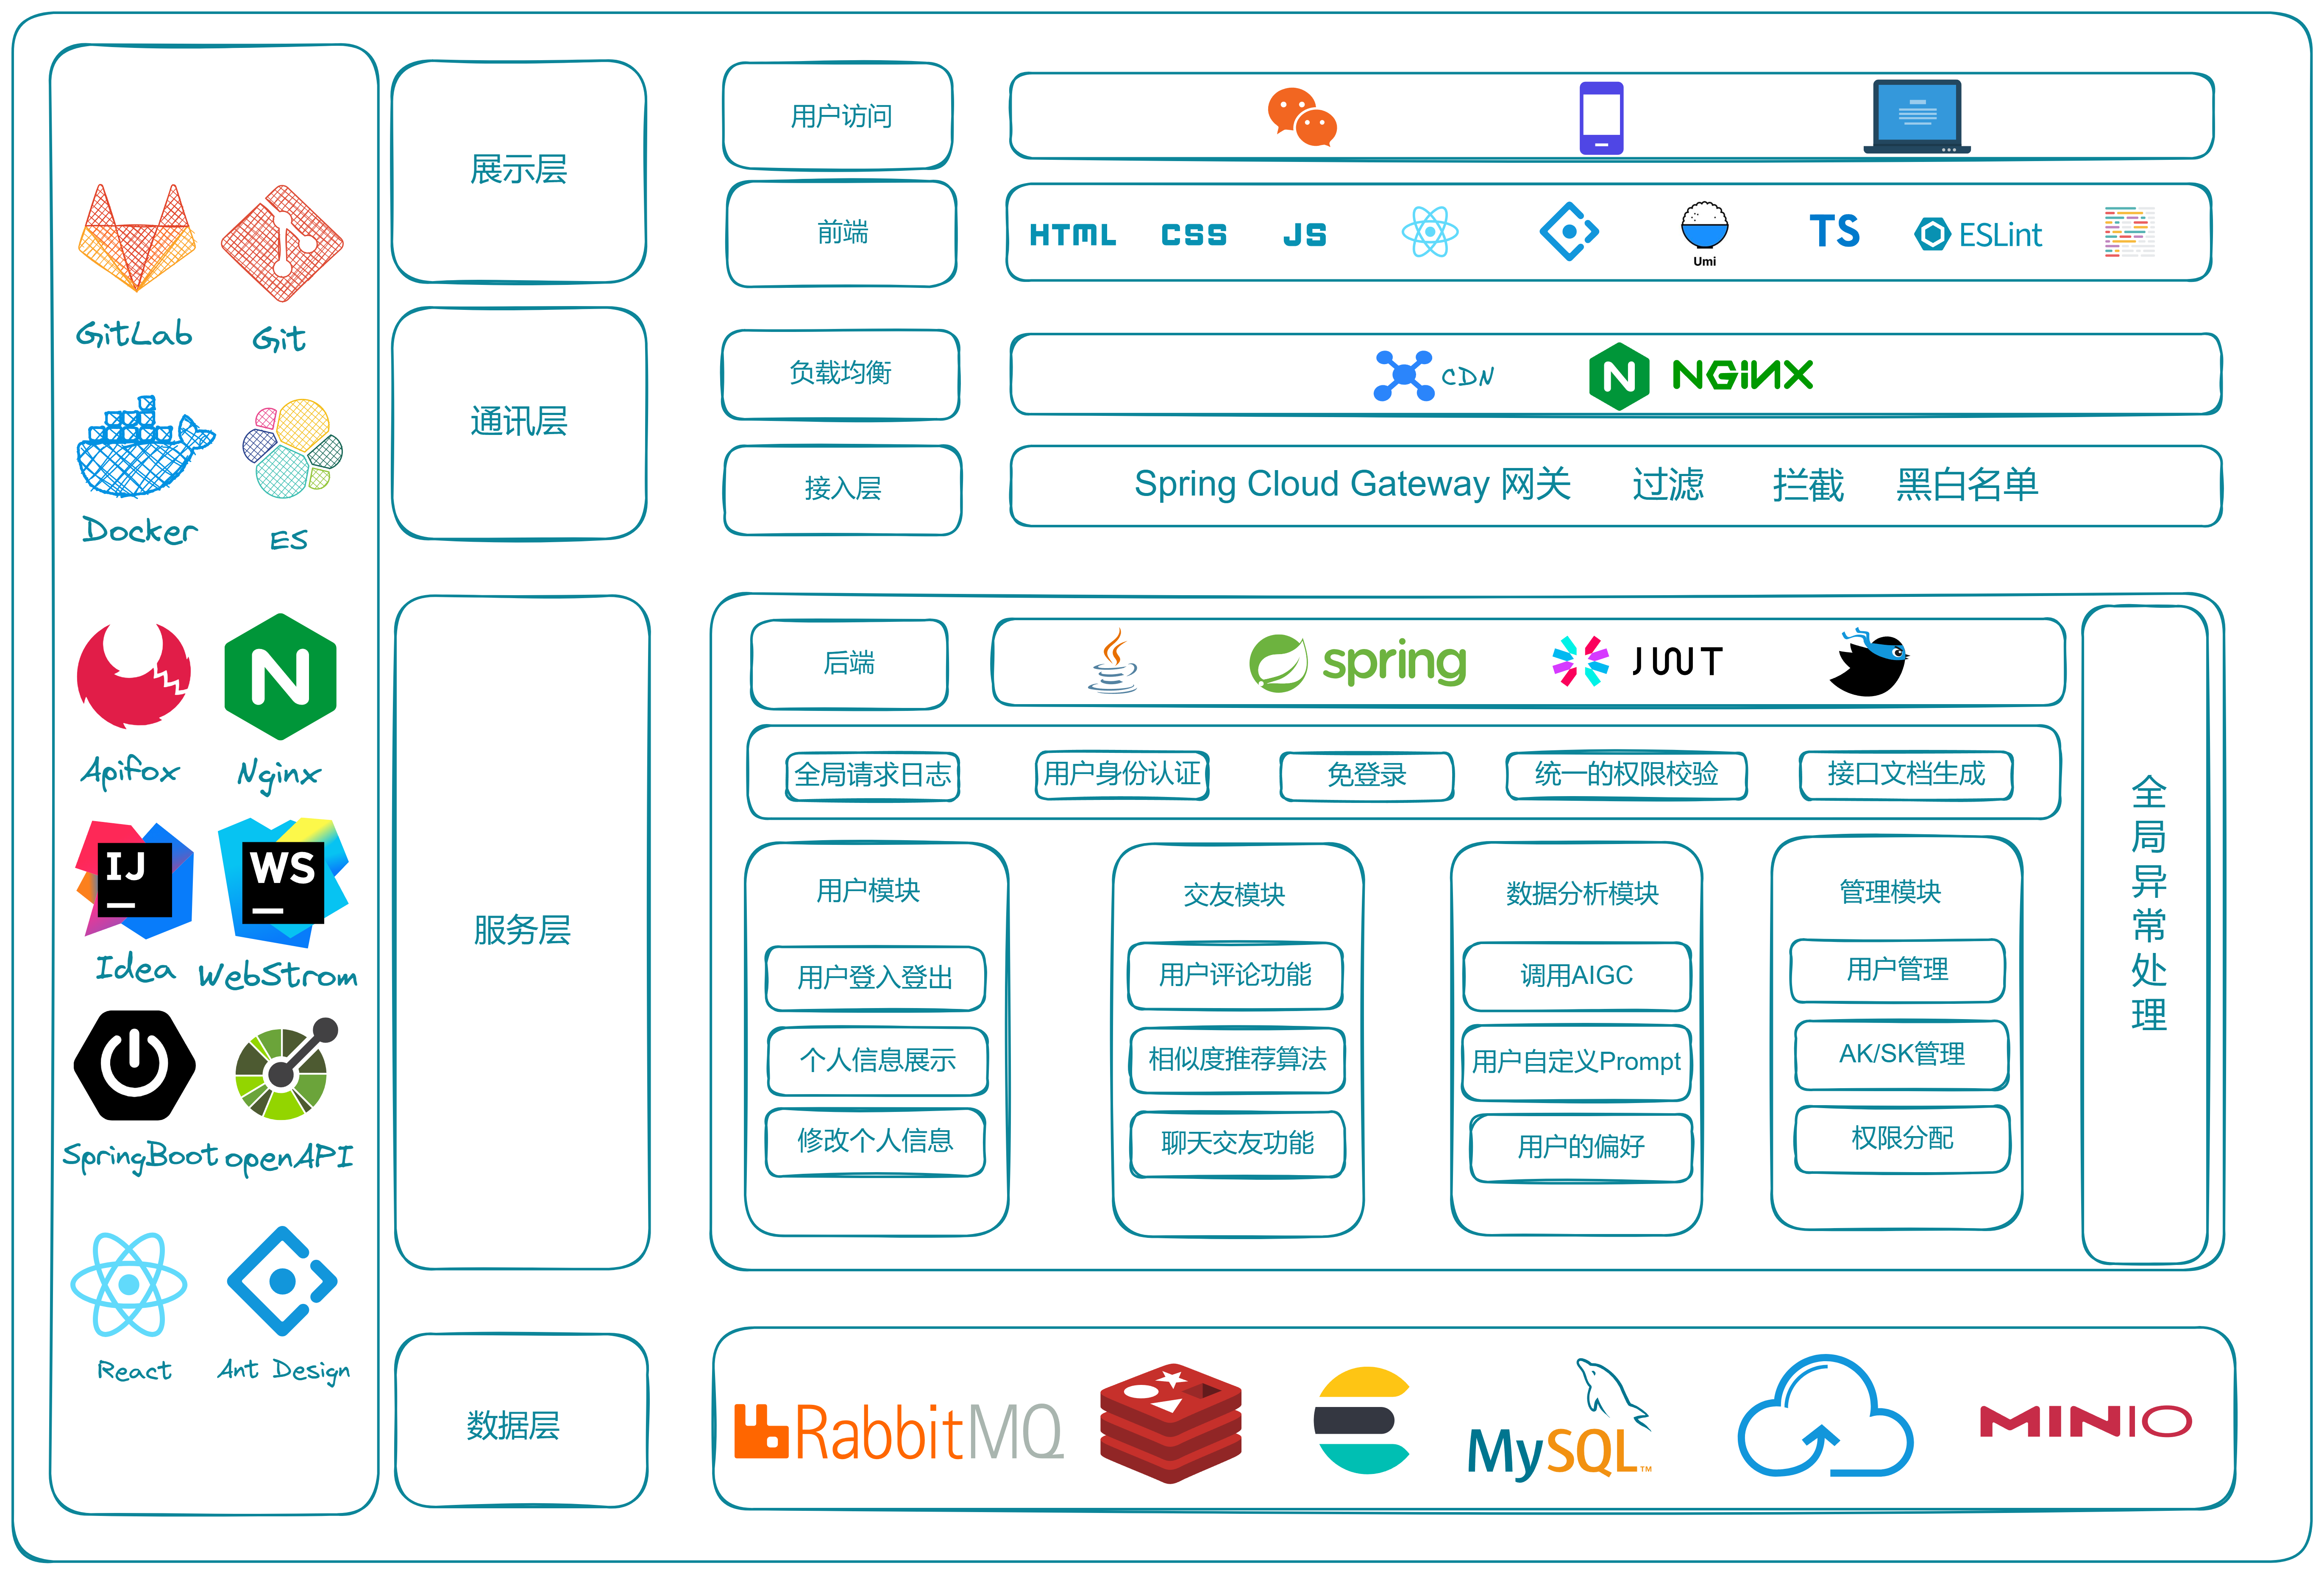 GitLab
Git
Docker
ES
Apifox
Nginx
IJ
WS
Idea
WebStrom
SpringBoot
openAPI
React
Ant Design
展示层
用户访问
前端
HTML
CSS
JS
Umi
TS
ESLint
通讯层
负载均衡
CDN
N
NGINX
接入层
Spring Cloud Gateway 网关
过滤
拦截
黑白名单
服务层
后端
spring
JWT
全局请求日志
用户身份认证
免登录
统一的权限校验
接口文档生成
用户模块
用户登入登出
个人信息展示
修改个人信息
交友模块
用户评论功能
相似度推荐算法
聊天交友功能
数据分析模块
调用AIGC
用户自定义Prompt
用户的偏好
管理模块
用户管理
AK/SK管理
权限分配
全局异常处理
数据层
RabbitMQ
MySQL™
MINIO